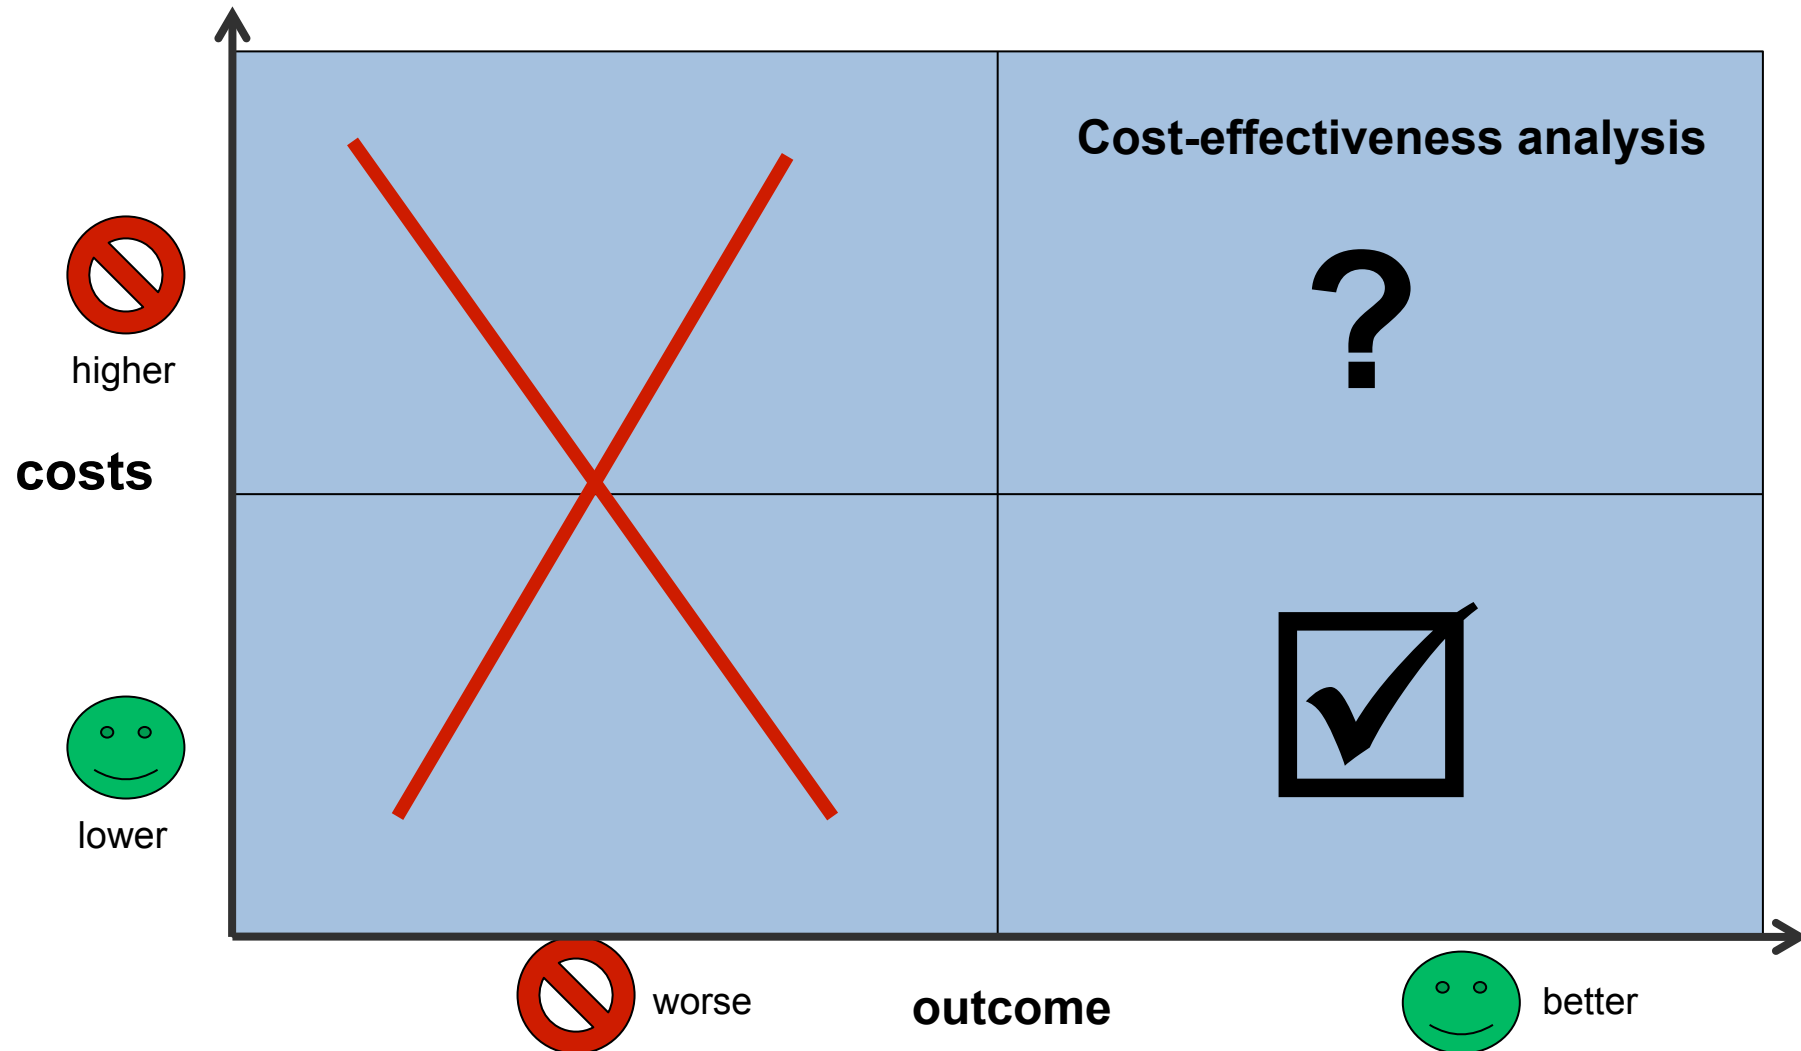 Cost-effectiveness analysis
?
higher
costs
lower
worse
outcome
better